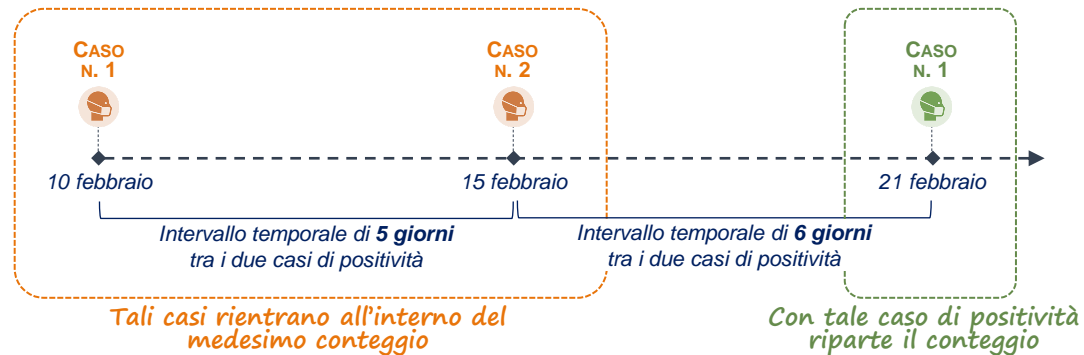 CASO
N. 1
CASO
N. 2
CASO
N. 1
10 febbraio
15 febbraio
21 febbraio
Intervallo temporale di 5 giorni
tra i due casi di positività
Intervallo temporale di 6 giorni
tra i due casi di positività
Tali casi rientrano all'interno del
medesimo conteggio
Con tale caso di positività
riparte il conteggio